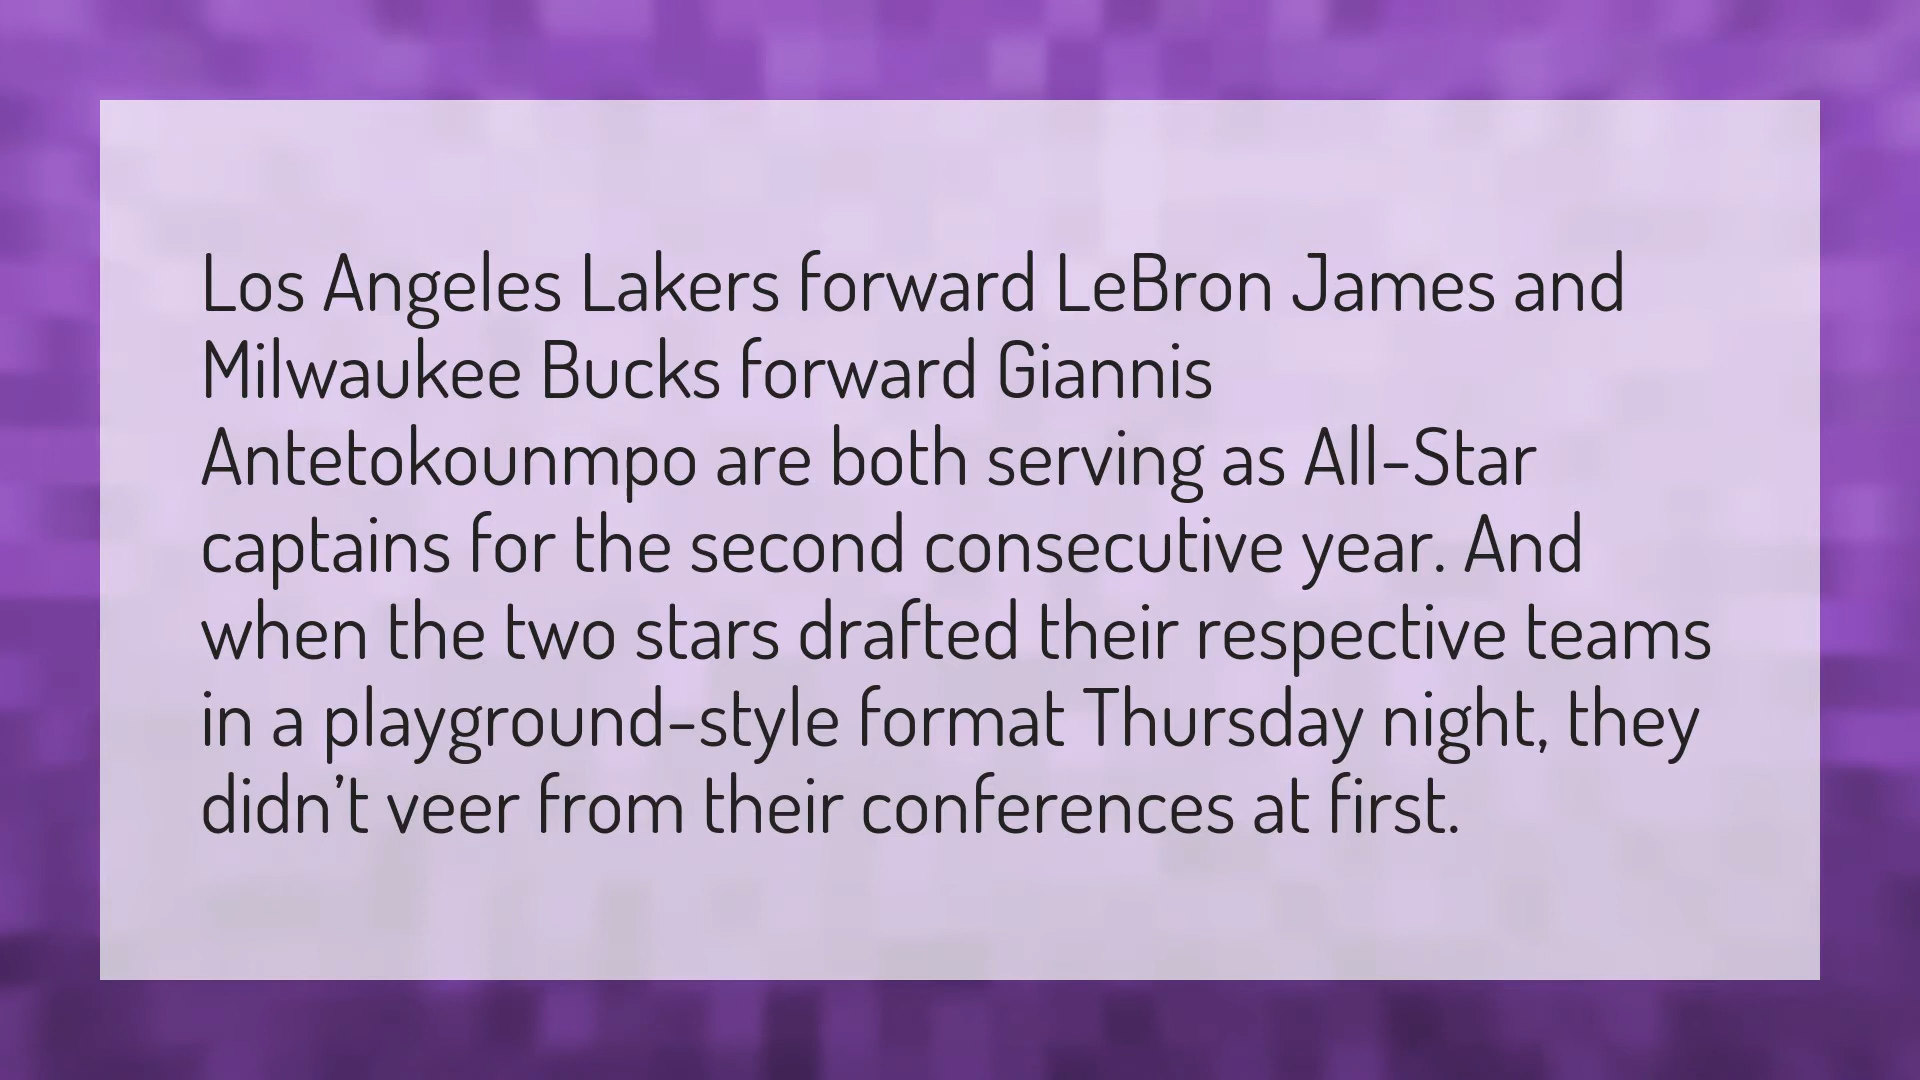 Los Angeles Lakers forward LeBron James and
Milwaukee Bucks forward Giannis
Antetokounmpo are both serving as All-Star
captains for the second consecutive year. And
when the two stars drafted their respective teams
in a playground-style format Thursday night, they
didn't veer from their conferences at first.